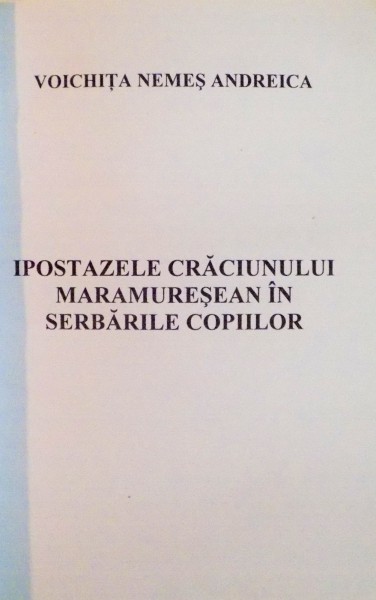 VOICHIȚA NEMEȘ ANDREICA
IPOSTAZELE CRĂCIUNULUI
MARAMUREȘEAN ÎN
SERBĂRILE COPIILOR